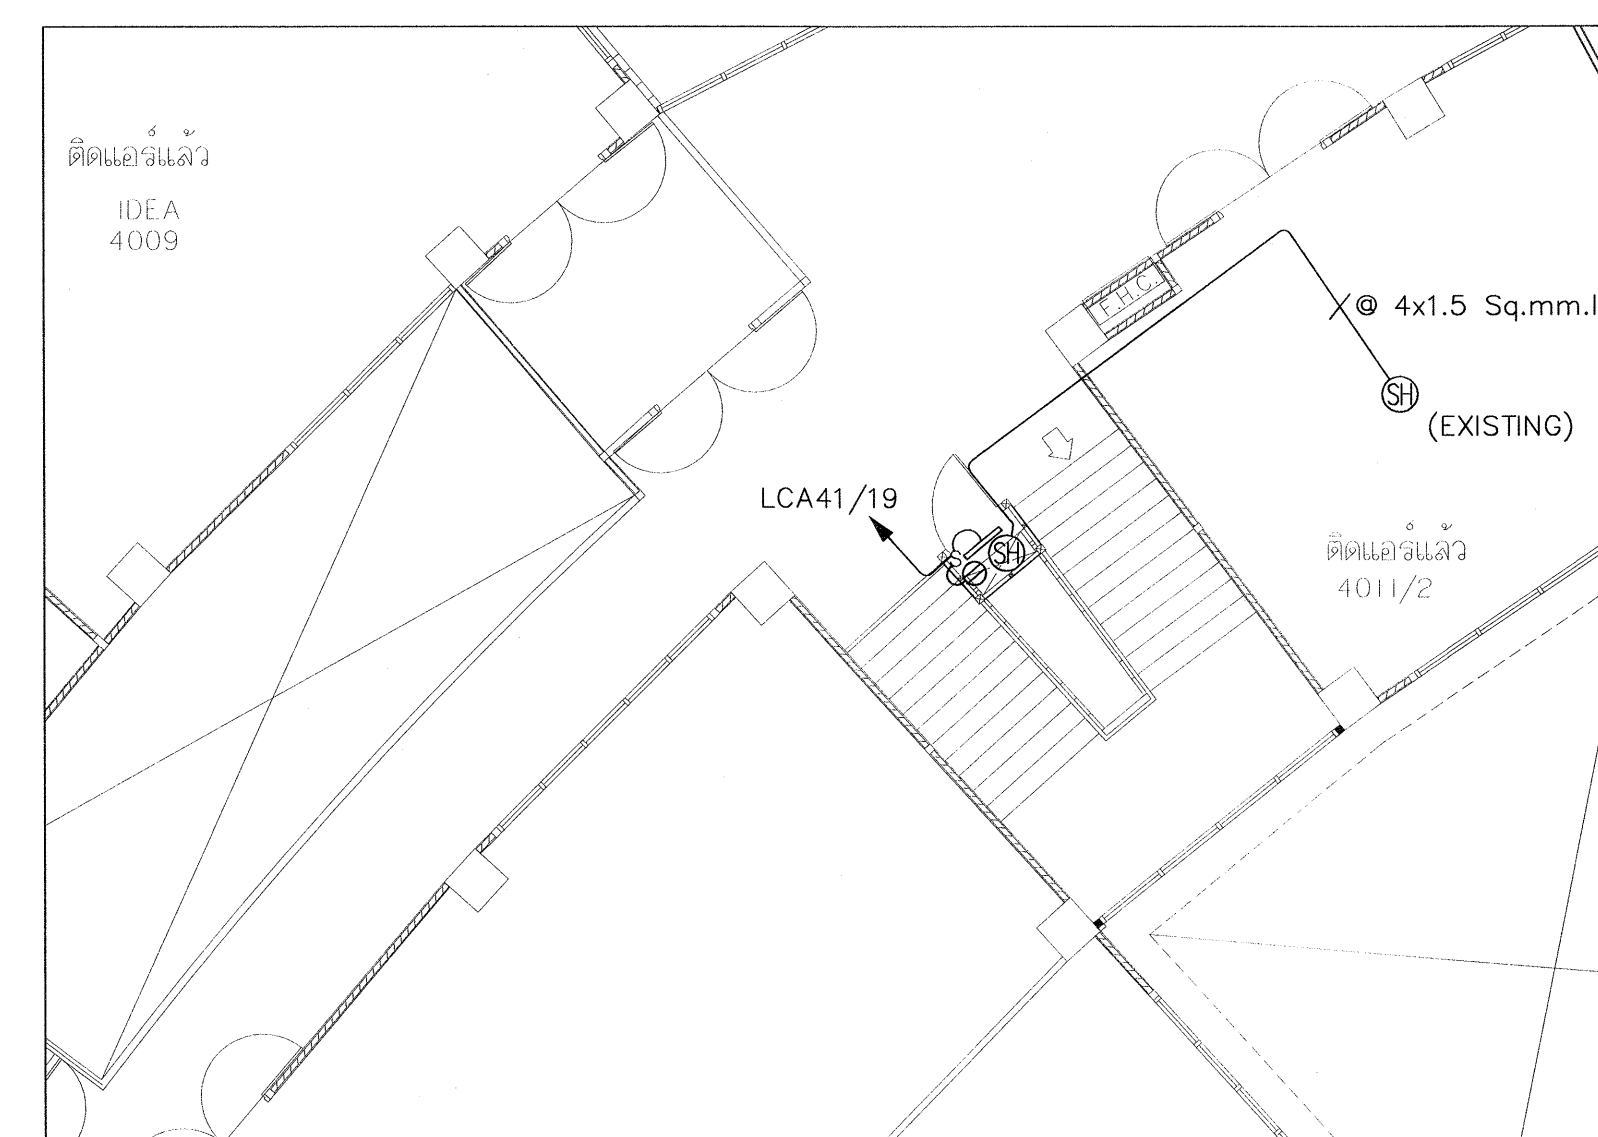 ติดแอร์แล้ว
IDEA
4009
F.H.C.
@ 4x1.5 Sq.mm.
SH
(EXISTING)
LCA41/19
S
SH
ติดแอร์แล้ว
4011/2